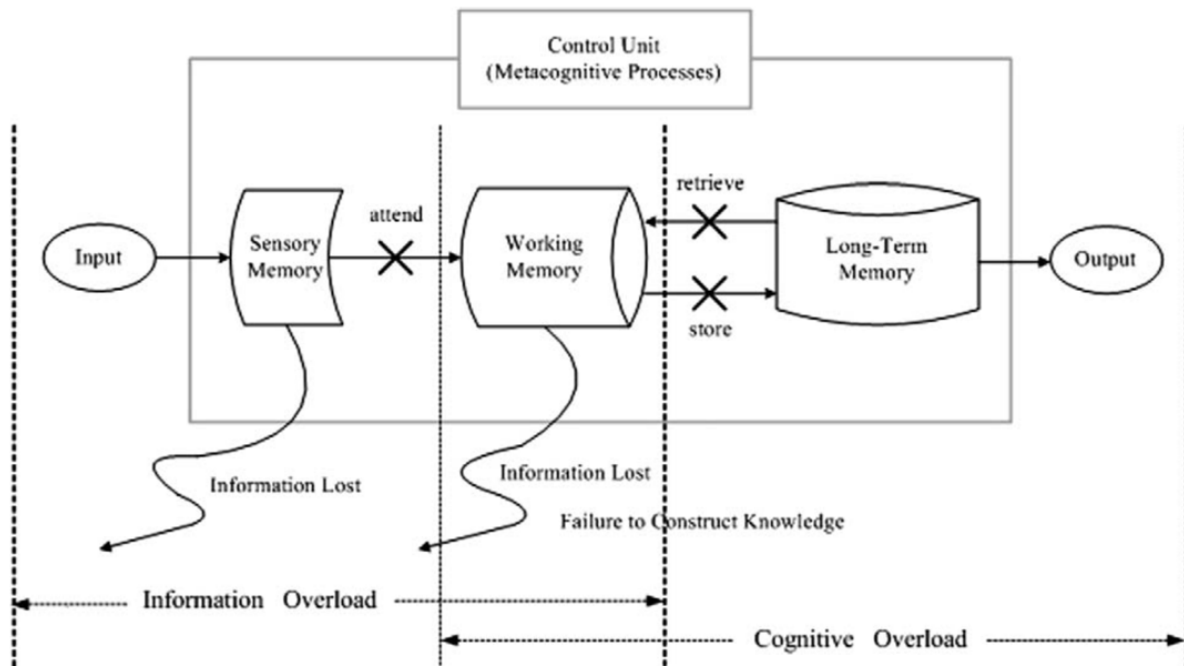 Control Unit
(Metacognitive Processes)
retrieve
attend
Input
Sensory
Memory
Working
Memory
Long-Term
Memory
Output
store
Information Lost
Information Lost
Failure to Construct Knowledge
Information Overload
Cognitive Overload